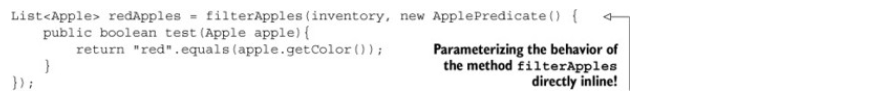 List<Apple> redApples = filterApples(inventory, new ApplePredicate() {
    public boolean test(Apple apple){
        return "red".equals(apple.getColor());
    }
});
Parameterizing the behavior of
the method filterApples
directly inline!